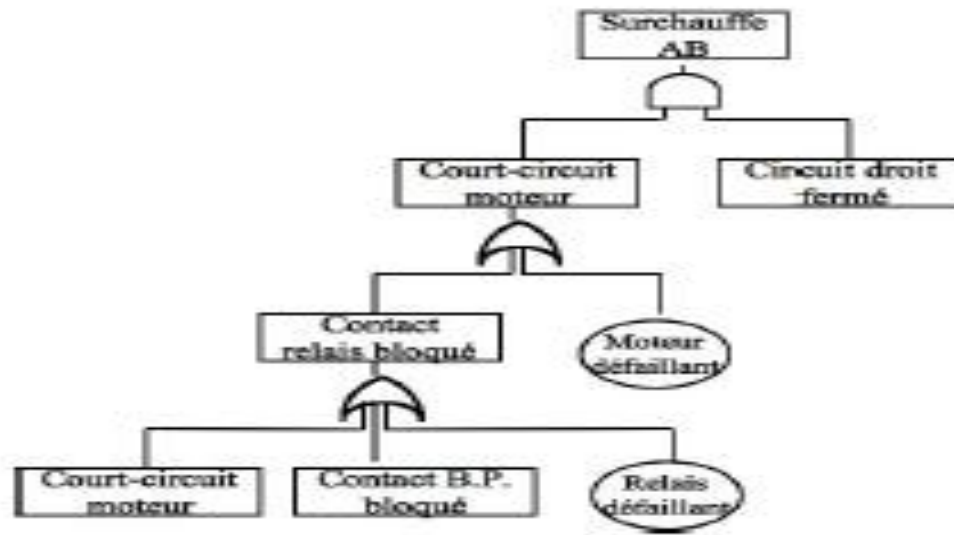 Surchauffe
AB
Court-circuit
moteur
Circuit droit
fermé
Contact
relais bloqué
Moteur
défaillant
Court-circuit
moteur
Contact B.P.
bloqué
Relais
défaillant